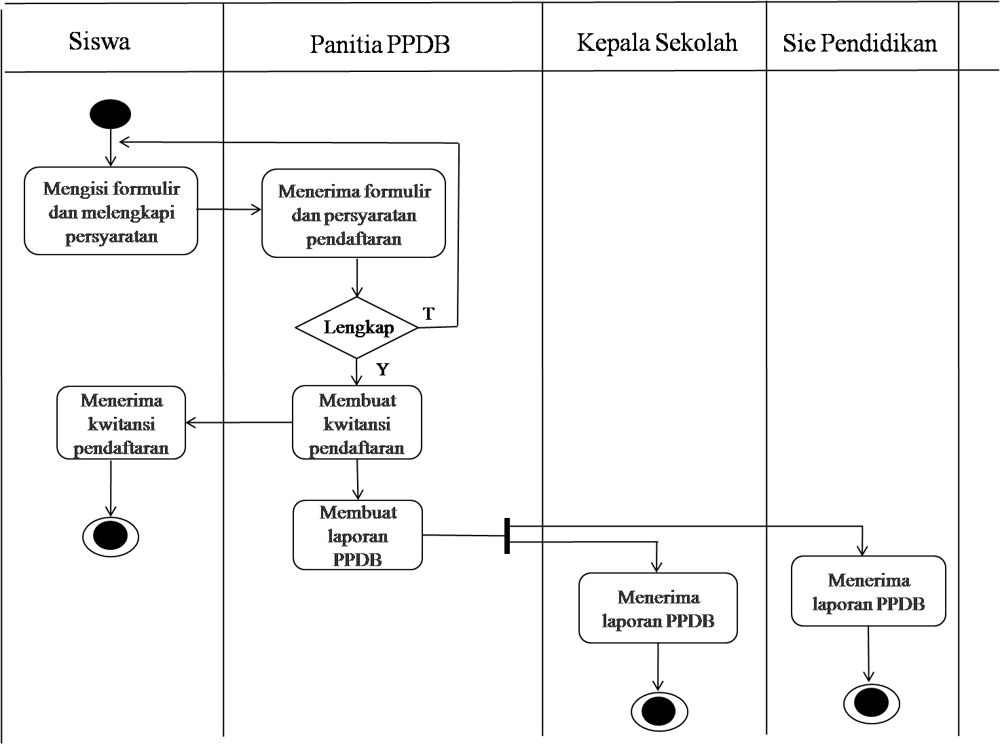 Siswa
Panitia PPDB
Kepala Sekolah
Sie Pendidikan
Mengisi formulir
dan melengkapi
persyaratan
Menerima formulir
dan persyaratan
pendaftaran
Lengkap
T
Y
Menerima
kwitansi
pendaftaran
Membuat
kwitansi
pendaftaran
Membuat
laporan
PPDB
Menerima
laporan PPDB
Menerima
laporan PPDB